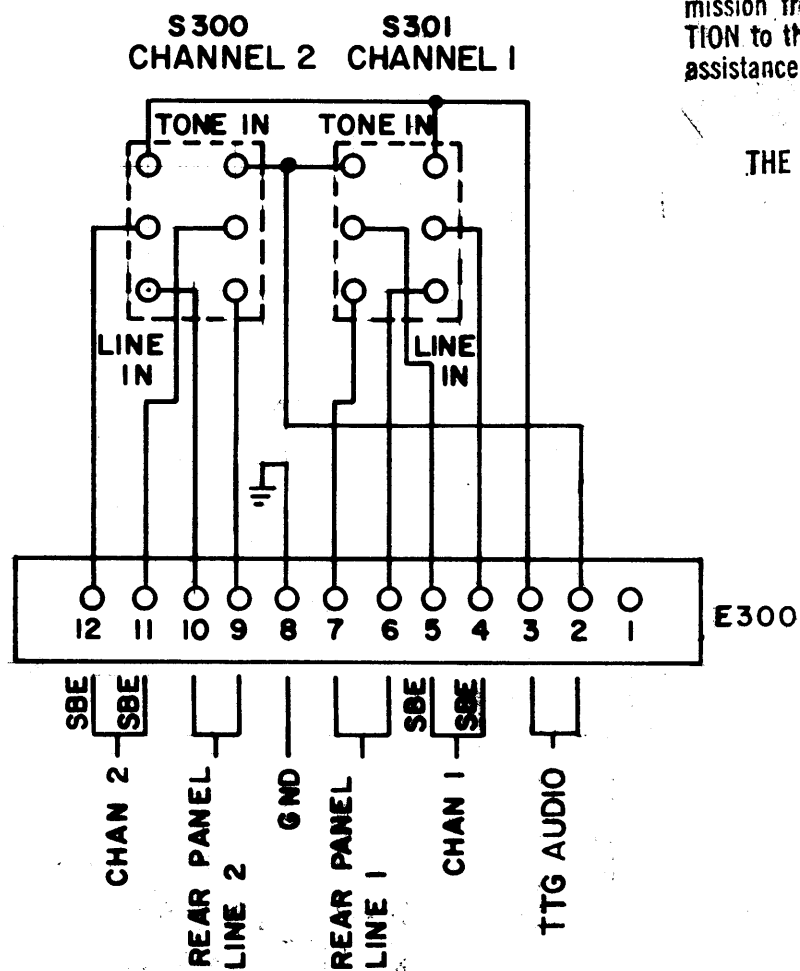 mission fr
TION to th
assistance
THE
S300
CHANNEL 2
S301
CHANNEL 1
TONE IN
TONE IN
LINE
IN
LINE
IN
12 11 10 9 8 7 6 5 4 3 2 1
E300
SBE
SBE
SBE
SBE
CHAN 2
REAR PANEL
LINE 2
GND
REAR PANEL
LINE 1
CHAN 1
TTG AUDIO